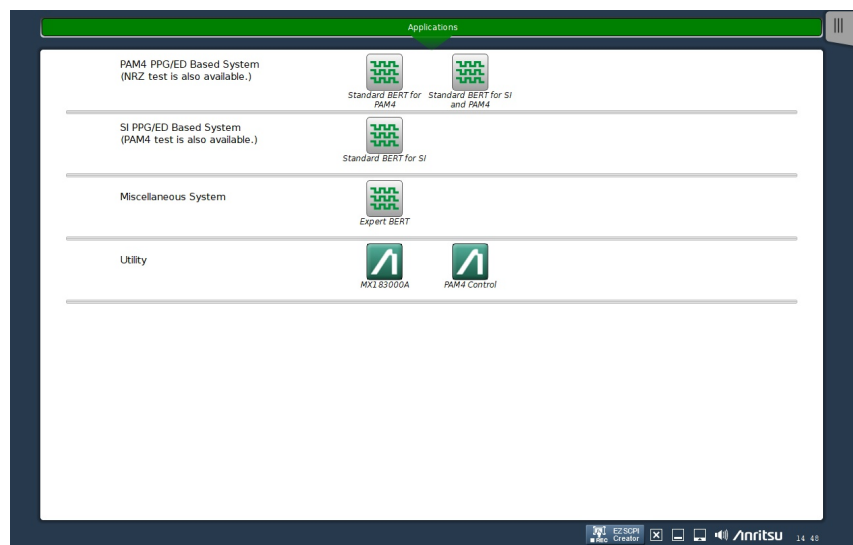 Applications
PAM4 PPG/ED Based System
(NRZ test is also available.)
Standard BERT for
PAM4
Standard BERT for SI
and PAM4
SI PPG/ED Based System
(PAM4 test is also available.)
Standard BERT for SI
Miscellaneous System
Expert BERT
Utility
MX183000A
PAM4 Control
REC
EZ SCPI
Creator
Anritsu
14 48